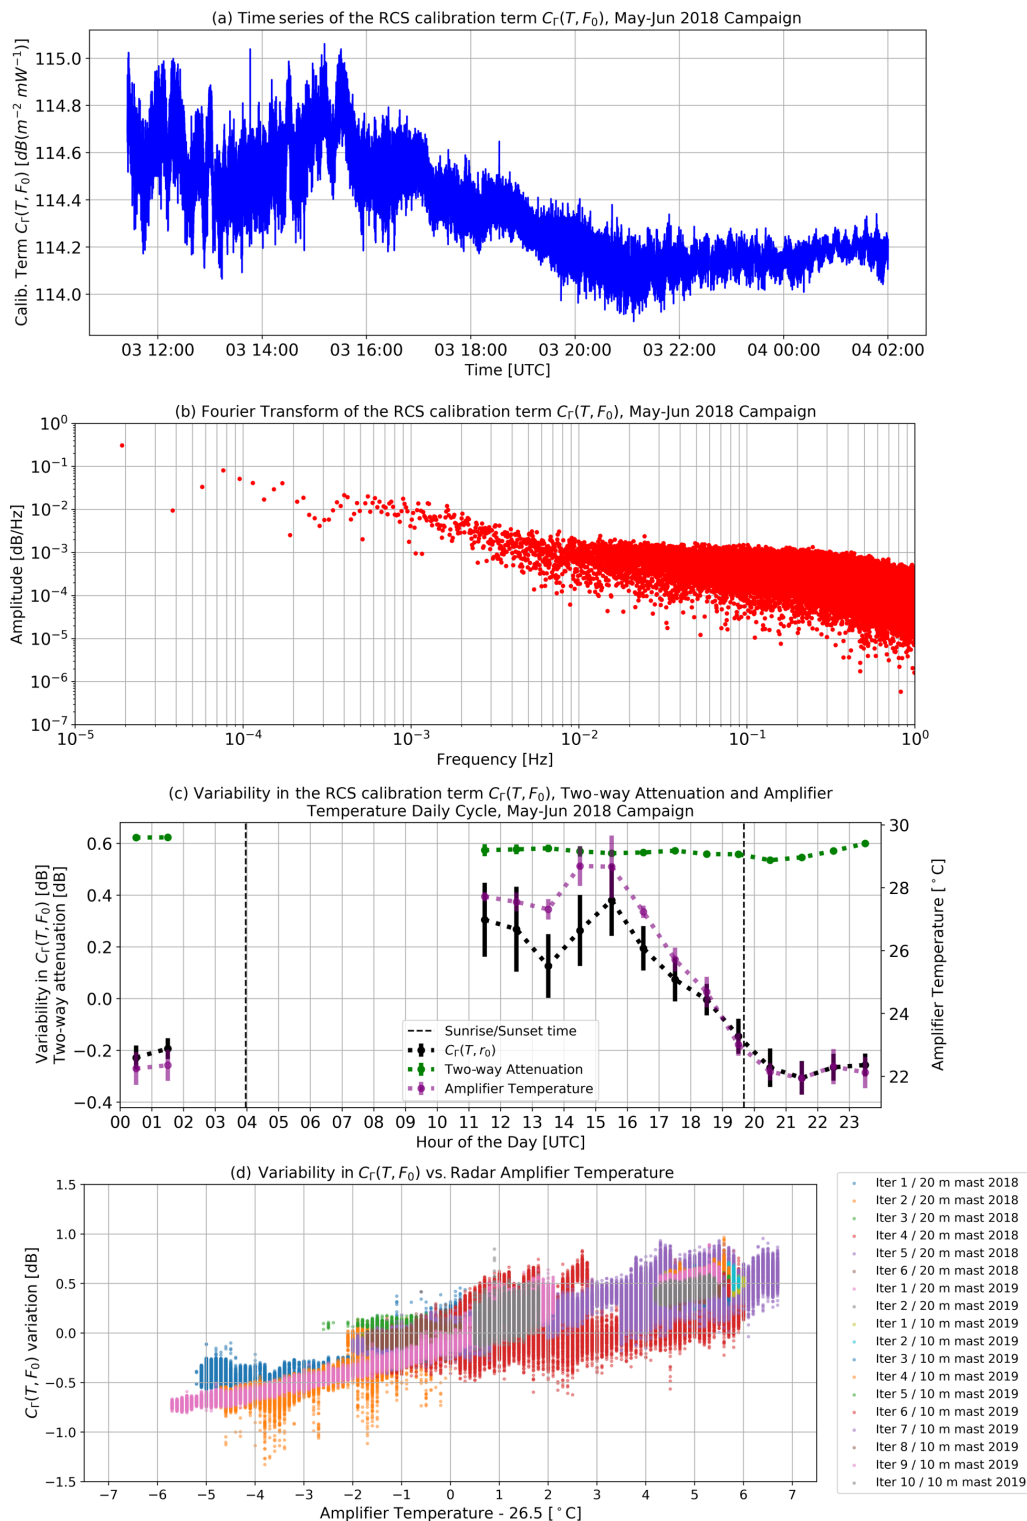 (a) Time series of the RCS calibration term C_Γ(T, F₀), May-Jun 2018 Campaign
Calib. Term C_Γ(T, F₀) [dB(m⁻² mW⁻¹)]
115.0
114.8
114.6
114.4
114.2
114.0
03 12:00 03 14:00 03 16:00 03 18:00 03 20:00 03 22:00 04 00:00 04 02:00
Time [UTC]
(b) Fourier Transform of the RCS calibration term C_Γ(T, F₀), May-Jun 2018 Campaign
Amplitude [dB/Hz]
10⁰
10⁻¹
10⁻²
10⁻³
10⁻⁴
10⁻⁵
10⁻⁶
10⁻⁷
10⁻⁵ 10⁻⁴ 10⁻³ 10⁻² 10⁻¹ 10⁰
Frequency [Hz]
(c) Variability in the RCS calibration term C_Γ(T, F₀), Two-way Attenuation and Amplifier
Temperature Daily Cycle, May-Jun 2018 Campaign
Variability in C_Γ(T, F₀) [dB]
Two-way attenuation [dB]
0.6
0.4
0.2
0.0
−0.2
−0.4
30
28
26
24
22
Amplifier Temperature [°C]
Sunrise/Sunset time
C_Γ(T, r₀)
Two-way Attenuation
Amplifier Temperature
00 01 02 03 04 05 06 07 08 09 10 11 12 13 14 15 16 17 18 19 20 21 22 23
Hour of the Day [UTC]
(d) Variability in C_Γ(T, F₀) vs. Radar Amplifier Temperature
C_Γ(T, F₀) variation [dB]
1.5
1.0
0.5
0.0
−0.5
−1.0
−1.5
−7 −6 −5 −4 −3 −2 −1 0 1 2 3 4 5 6 7
Amplifier Temperature - 26.5 [°C]
Iter 1 / 20 m mast 2018
Iter 2 / 20 m mast 2018
Iter 3 / 20 m mast 2018
Iter 4 / 20 m mast 2018
Iter 5 / 20 m mast 2018
Iter 6 / 20 m mast 2018
Iter 1 / 20 m mast 2019
Iter 2 / 20 m mast 2019
Iter 1 / 10 m mast 2019
Iter 2 / 10 m mast 2019
Iter 3 / 10 m mast 2019
Iter 4 / 10 m mast 2019
Iter 5 / 10 m mast 2019
Iter 6 / 10 m mast 2019
Iter 7 / 10 m mast 2019
Iter 8 / 10 m mast 2019
Iter 9 / 10 m mast 2019
Iter 10 / 10 m mast 2019